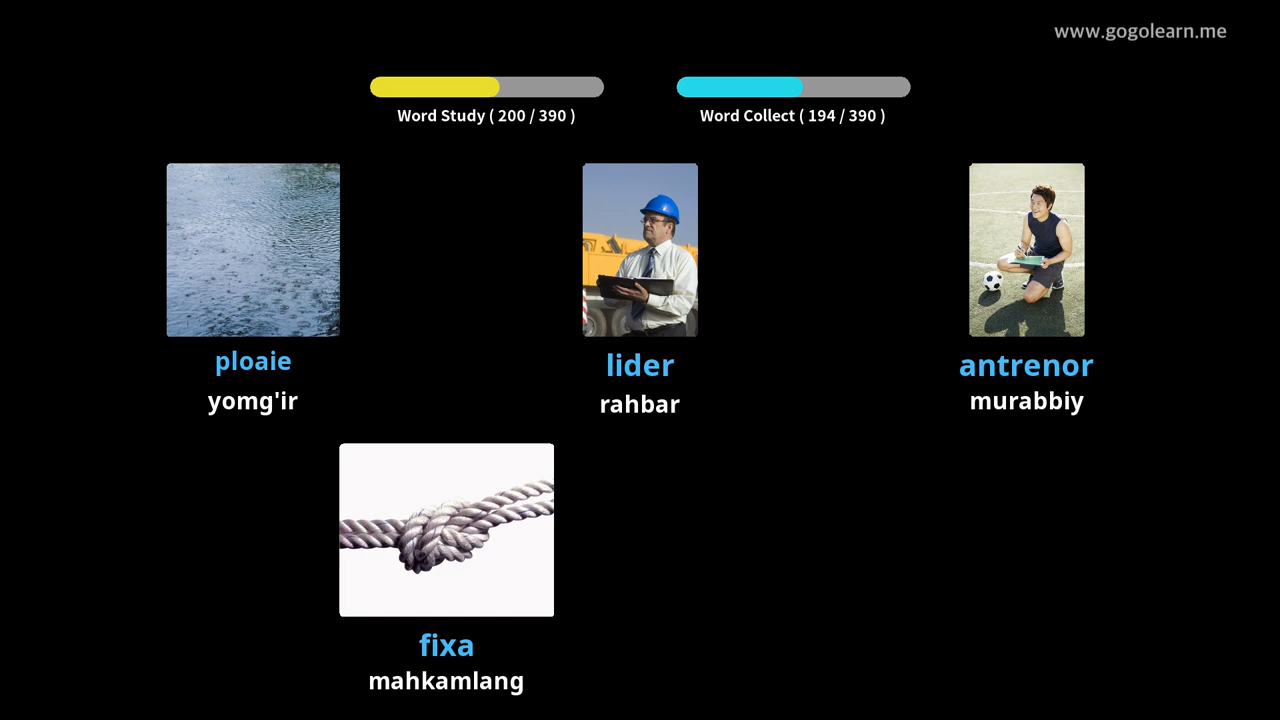 www.gogolearn.me
Word Study ( 200 / 390 )
Word Collect ( 194 / 390 )
ploaie
yomg'ir
lider
rahbar
antrenor
murabbiy
fixa
mahkamlang